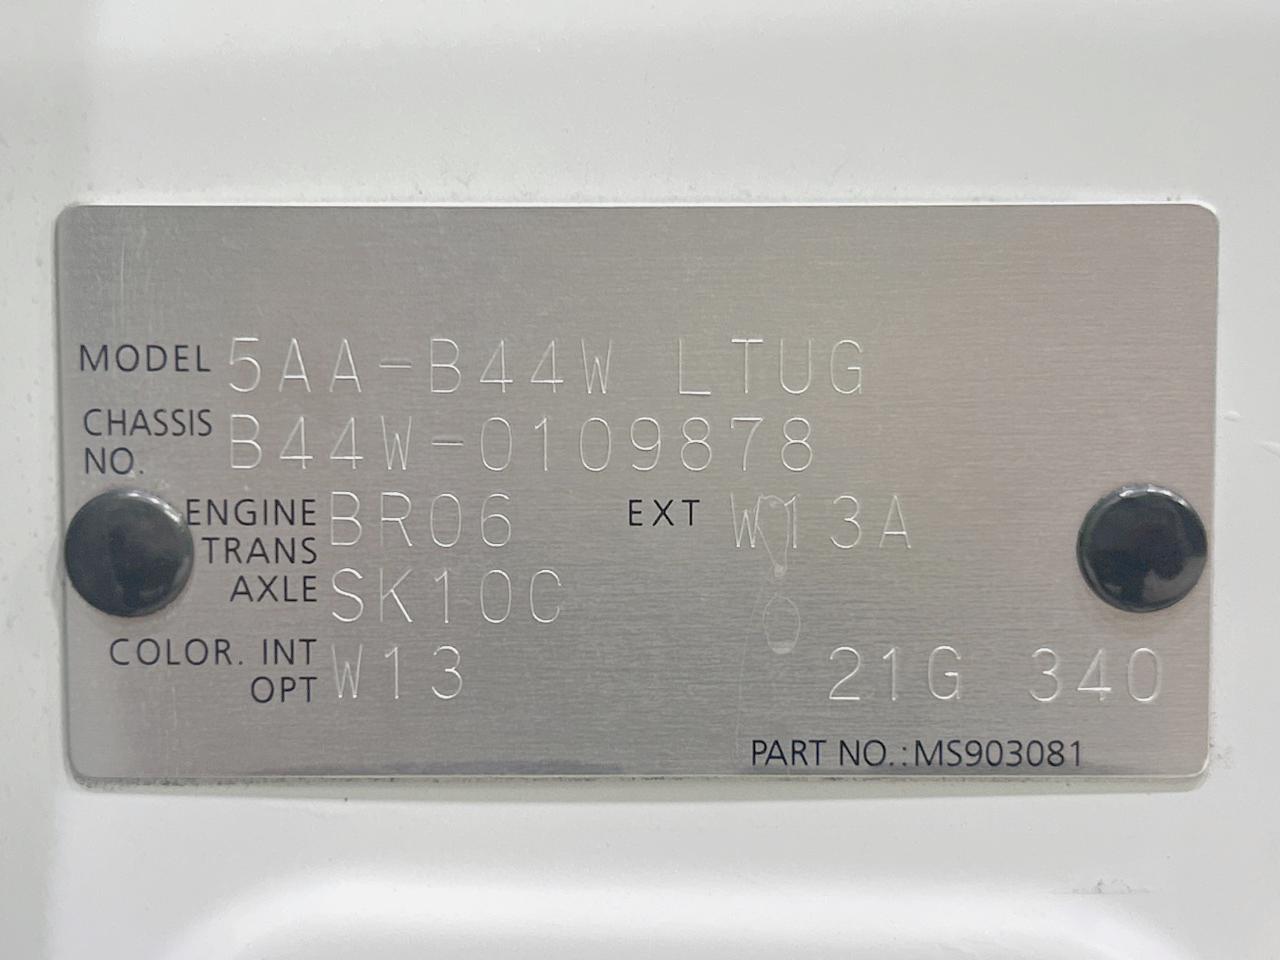 MODEL 5AA-B44W LTUG
CHASSIS NO. B44W-0109878
ENGINE BR06 EXT W13A
TRANS AXLE SK10C
COLOR. INT OPT W13 21G 340
PART NO.:MS903081